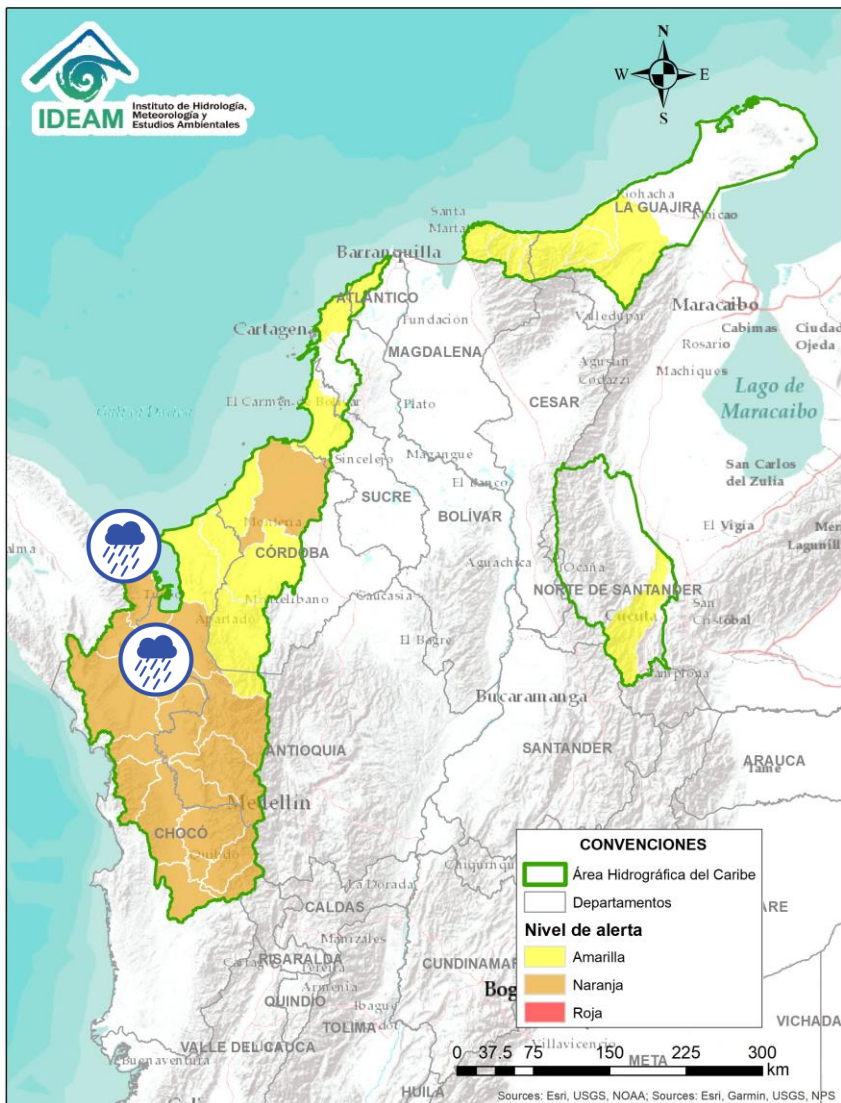 IDEAM
Instituto de Hidrología,
Meteorología y
Estudios Ambientales
N
W
E
S
Riohacha
LA GUAJIRA
Maicao
Santa
Marta
Barranquilla
ATLÁNTICO
Maracaibo
Cartagena
Fundación
Valledupar
Cabimas
Ciudad
Ojeda
MAGDALENA
Rosario
Machiques
Agustín
Codazzi
El Carmen de Bolívar
Plato
CESAR
Lago de
Maracaibo
Sincelejo
Magangue
San Carlos
del Zulia
El Banco
SUCRE
BOLÍVAR
Montería
El Vigía
CÓRDOBA
Aguachica
Ocaña
NORTE DE SANTANDER
Turbo
Apartadó
Montelibano
Caucasia
Cúcuta
San
Cristóbal
El Bagre
Pamplona
Bucaramanga
ANTIOQUIA
SANTANDER
ARAUCA
Tame
Medellín
CHOCÓ
Quibdó
La Dorada
CALDAS
Manizales
RISARALDA
Pereira
Armenia
QUINDÍO
Ibague
TOLIMA
VALLE DEL CAUCA
Buenaventura
HUILA
Villavicencio
META
VICHADA
CONVENCIONES
Área Hidrográfica del Caribe
Departamentos
Nivel de alerta
Amarilla
Naranja
Roja
0 37.5 75 150 225 300
km
Sources: Esri, USGS, NOAA; Sources: Esri, Garmin, USGS, NPS